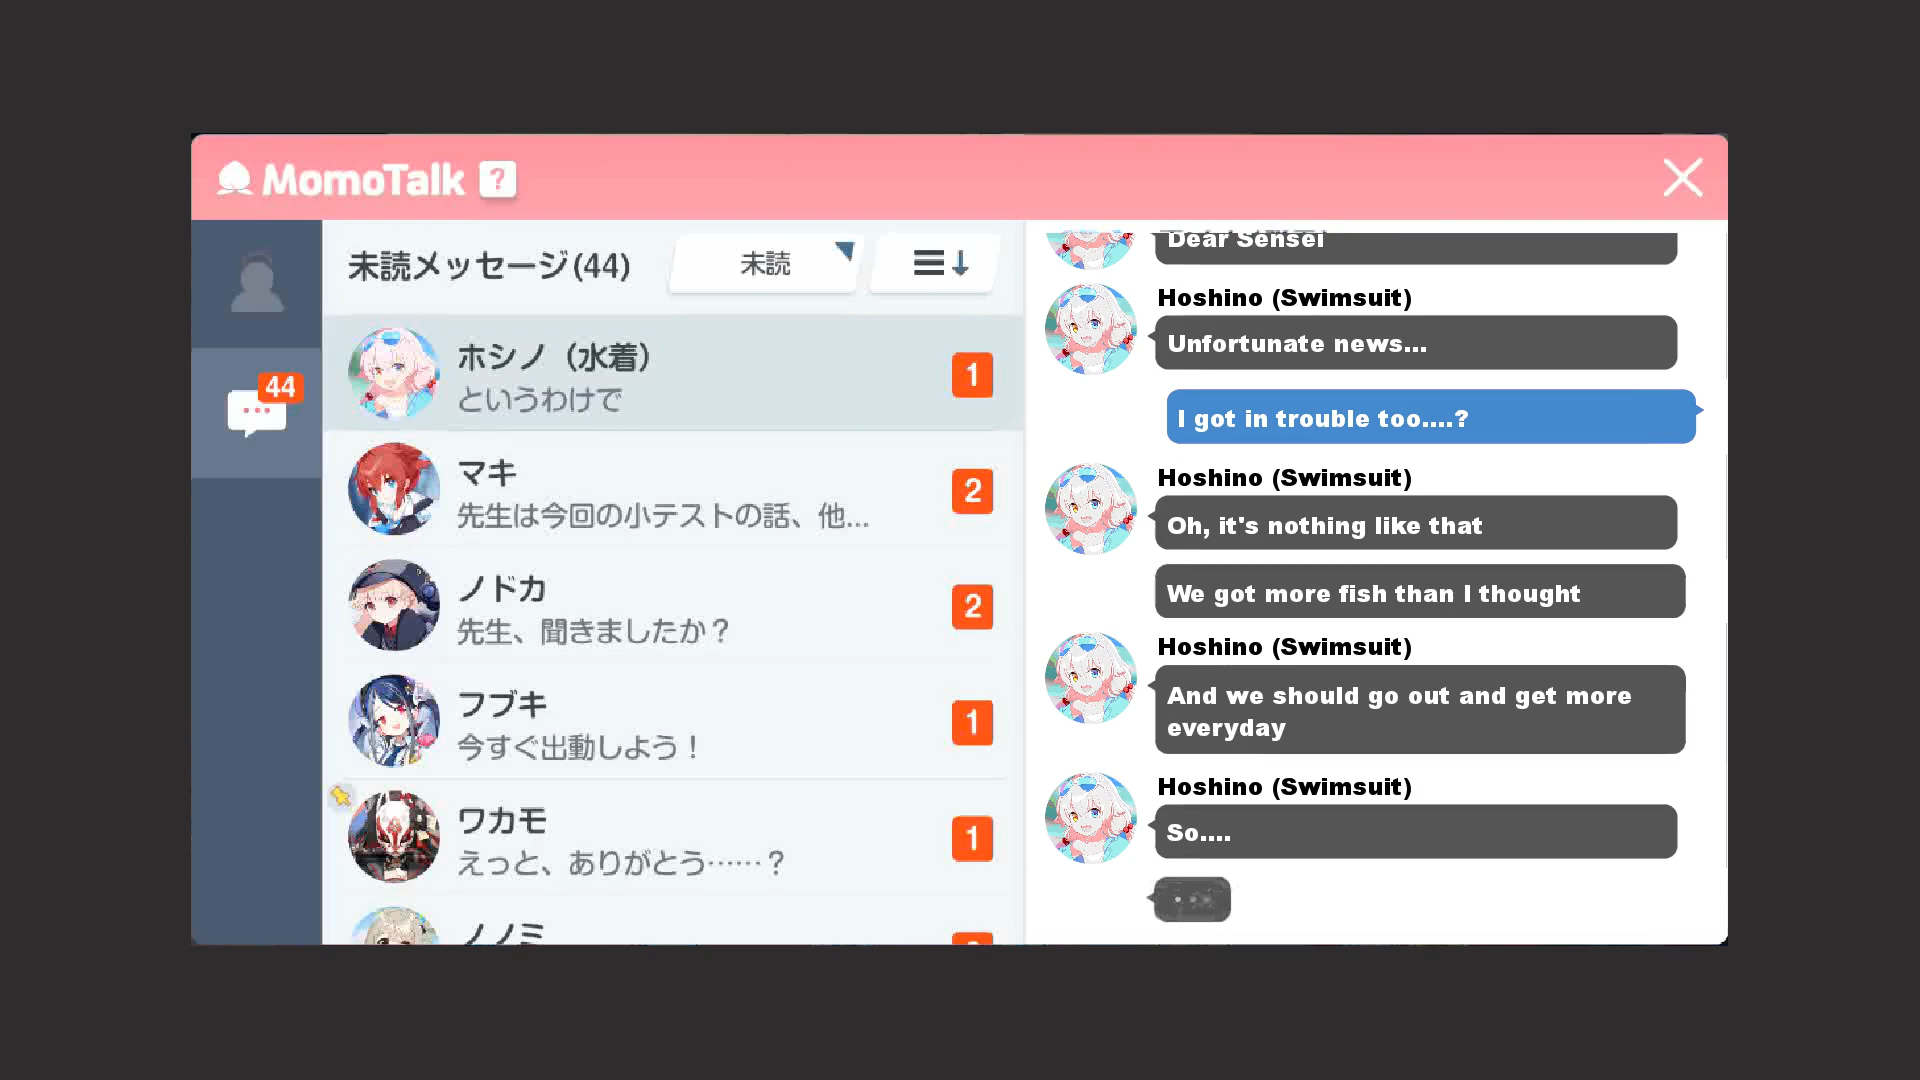 MomoTalk ?
未読メッセージ(44)
未読
44
ホシノ（水着）
というわけで
1
マキ
先生は今回の小テストの話、他...
2
ノドカ
先生、聞きましたか？
2
フブキ
今すぐ出動しよう！
1
ワカモ
えっと、ありがとう……？
1
ノノミ
Dear Sensei
Hoshino (Swimsuit)
Unfortunate news...
I got in trouble too....?
Hoshino (Swimsuit)
Oh, it's nothing like that
We got more fish than I thought
Hoshino (Swimsuit)
And we should go out and get more
everyday
Hoshino (Swimsuit)
So....